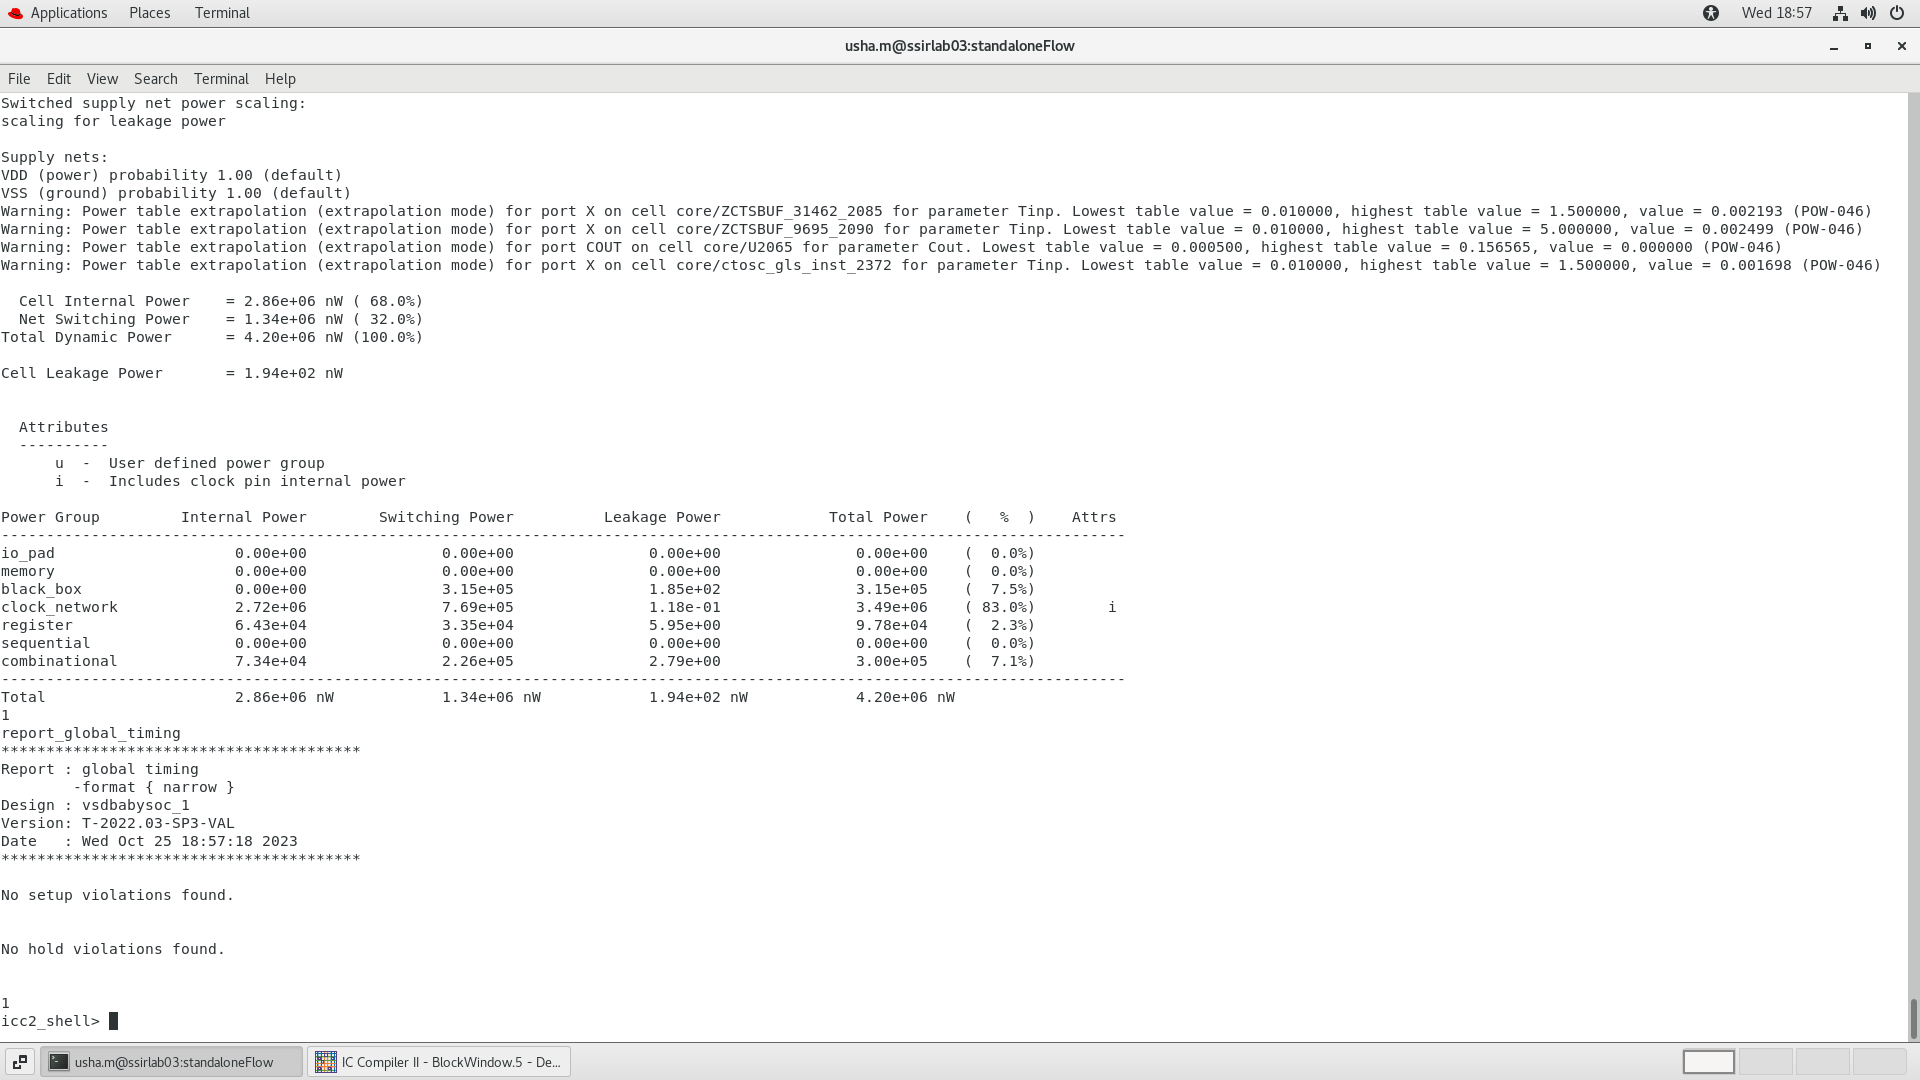 Applications Places Terminal Wed 18:57
usha.m@ssirlab03:standaloneFlow
File Edit View Search Terminal Help
Switched supply net power scaling:
scaling for leakage power
Supply nets:
VDD (power) probability 1.00 (default)
VSS (ground) probability 1.00 (default)
Warning: Power table extrapolation (extrapolation mode) for port X on cell core/ZCTSBUF_31462_2085 for parameter Tinp. Lowest table value = 0.010000, highest table value = 1.500000, value = 0.002193 (POW-046)
Warning: Power table extrapolation (extrapolation mode) for port X on cell core/ZCTSBUF_9695_2090 for parameter Tinp. Lowest table value = 0.010000, highest table value = 5.000000, value = 0.002499 (POW-046)
Warning: Power table extrapolation (extrapolation mode) for port COUT on cell core/U2065 for parameter Cout. Lowest table value = 0.000500, highest table value = 0.156565, value = 0.000000 (POW-046)
Warning: Power table extrapolation (extrapolation mode) for port X on cell core/ctosc_gls_inst_2372 for parameter Tinp. Lowest table value = 0.010000, highest table value = 1.500000, value = 0.001698 (POW-046)
Cell Internal Power = 2.86e+06 nW ( 68.0%)
Net Switching Power = 1.34e+06 nW ( 32.0%)
Total Dynamic Power = 4.20e+06 nW (100.0%)
Cell Leakage Power = 1.94e+02 nW
Attributes
----------
u - User defined power group
i - Includes clock pin internal power
Power Group Internal Power Switching Power Leakage Power Total Power ( % ) Attrs
-----------------------------------------------------------------------------------------------------------------------------
io_pad 0.00e+00 0.00e+00 0.00e+00 0.00e+00 ( 0.0%)
memory 0.00e+00 0.00e+00 0.00e+00 0.00e+00 ( 0.0%)
black_box 0.00e+00 3.15e+05 1.85e+02 3.15e+05 ( 7.5%)
clock_network 2.72e+06 7.69e+05 1.18e-01 3.49e+06 ( 83.0%) i
register 6.43e+04 3.35e+04 5.95e+00 9.78e+04 ( 2.3%)
sequential 0.00e+00 0.00e+00 0.00e+00 0.00e+00 ( 0.0%)
combinational 7.34e+04 2.26e+05 2.79e+00 3.00e+05 ( 7.1%)
-----------------------------------------------------------------------------------------------------------------------------
Total 2.86e+06 nW 1.34e+06 nW 1.94e+02 nW 4.20e+06 nW
1
report_global_timing
****************************************
Report : global timing
-format { narrow }
Design : vsdbabysoc_1
Version: T-2022.03-SP3-VAL
Date : Wed Oct 25 18:57:18 2023
****************************************
No setup violations found.
No hold violations found.
1
icc2_shell>
usha.m@ssirlab03:standaloneFlow IC Compiler II - BlockWindow.5 - De...